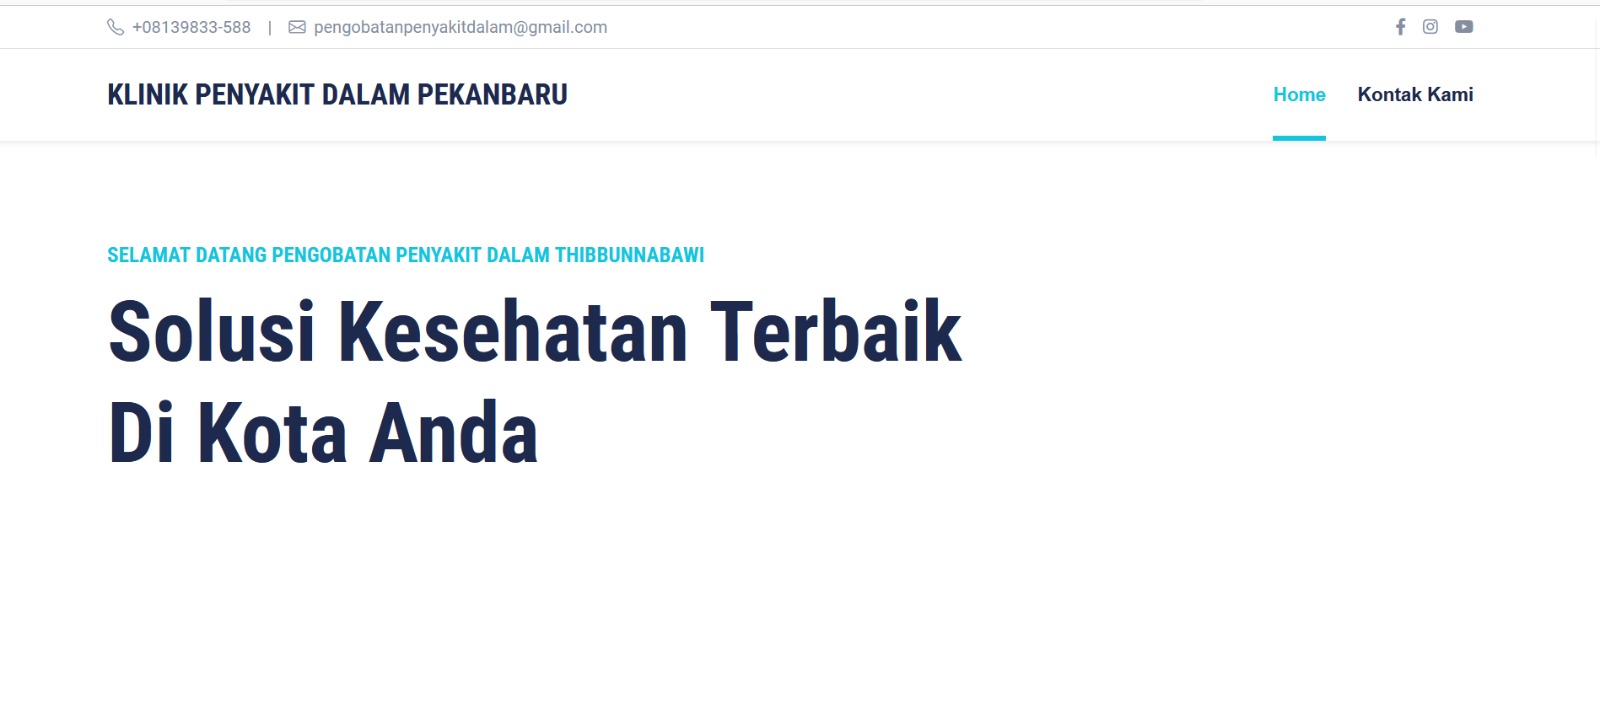 +08139833-588 | pengobatanpenyakitdalam@gmail.com
KLINIK PENYAKIT DALAM PEKANBARU
Home Kontak Kami
SELAMAT DATANG PENGOBATAN PENYAKIT DALAM THIBBUNNABAWI
Solusi Kesehatan Terbaik
Di Kota Anda